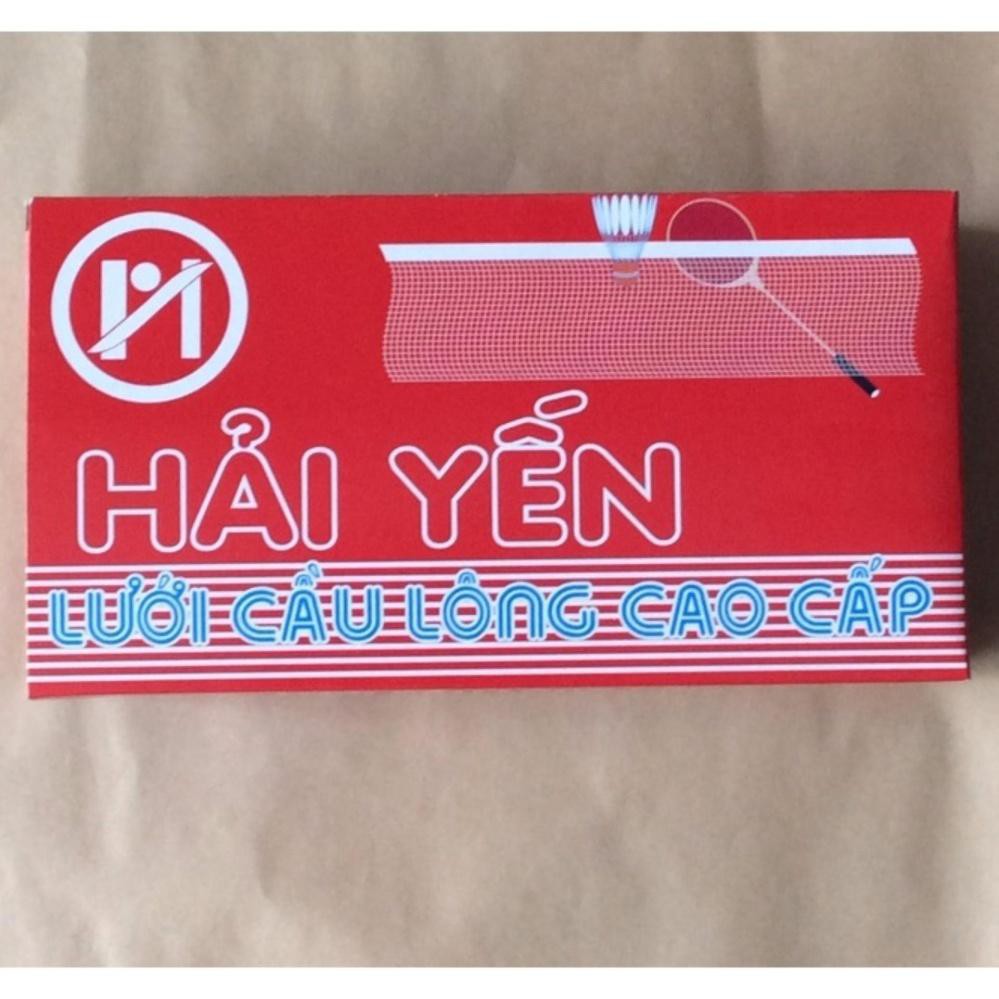 HẢI YẾN
LƯỚI CẦU LÔNG CAO CẤP